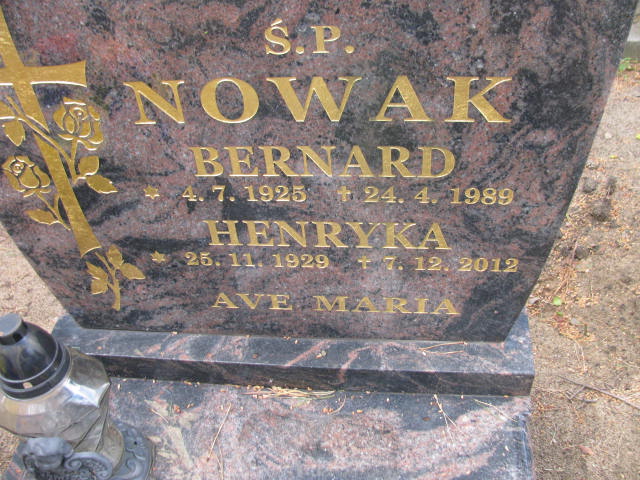 Ś.P.
NOWAK
BERNARD
* 4. 7. 1925 ✝ 24. 4. 1989
HENRYKA
* 25. 11. 1929 ✝ 7. 12. 2012
AVE MARIA